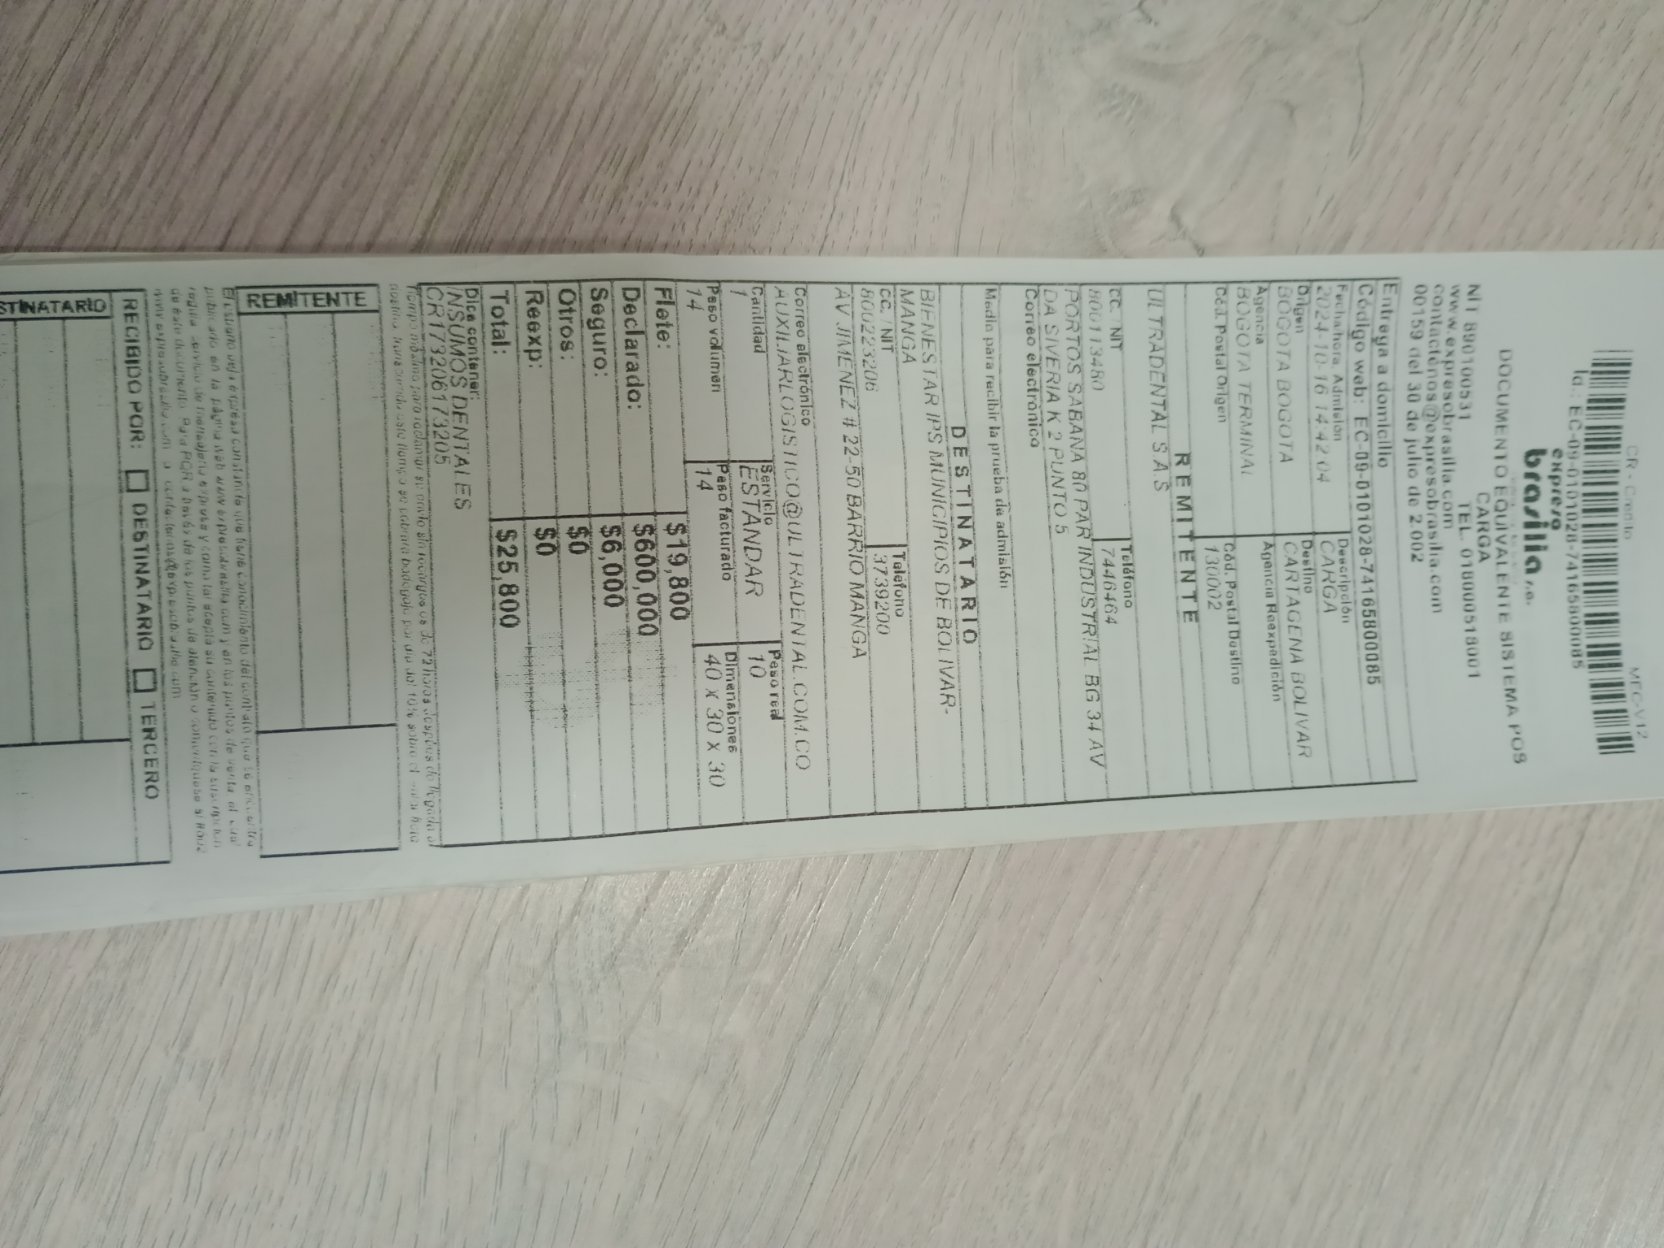 CR - Credito MFC-V12
Id.: EC-09-0101028-74165800085
expreso
brasilia s.a.
DOCUMENTO EQUIVALENTE SISTEMA POS
CARGA
NIT 890100531 TEL. 018000518001
www.expresobrasilia.com
contactenos@expresobrasilia.com
00159 del 30 de julio de 2.002
Entrega a domicilio
Código web: EC-09-0101028-74165800085
Fecha/hora Admision Descripción
2024-10-16 14:42:04 CARGA
Origen Destino
BOGOTA BOGOTA CARTAGENA BOLIVAR
Agencia Agencia Reexpedición
BOGOTA TERMINAL
Cód. Postal Origen Cód. Postal Destino
130002
REMITENTE
ULTRADENTAL S A S
CC. / NIT Teléfono
800113480 7446464
PORTOS SABANA 80 PAR INDUSTRIAL BG 34 AV
DA SIVERIA K 2 PUNTO 5
Correo electrónico
Medio para recibir la prueba de admisión
DESTINATARIO
BIENESTAR IPS MUNICIPIOS DE BOLIVAR-
MANGA
CC. / NIT Teléfono
800223206 3739200
AV JIMENEZ # 22-50 BARRIO MANGA
Correo electrónico
AUXILIARLOGISTICO@ULTRADENTAL.COM.CO
Cantidad Servicio Peso real
1 ESTANDAR 10
Peso volumen Peso facturado Dimensiones
14 14 40 x 30 x 30
Flete: $19,800
Declarado: $600,000
Seguro: $6,000
Otros: $0
Reexp: $0
Total: $25,800
Dice contener:
INSUMOS DENTALES
CR1732061173205
REMITENTE
RECIBIDO POR: DESTINATARIO TERCERO
STINATARIO